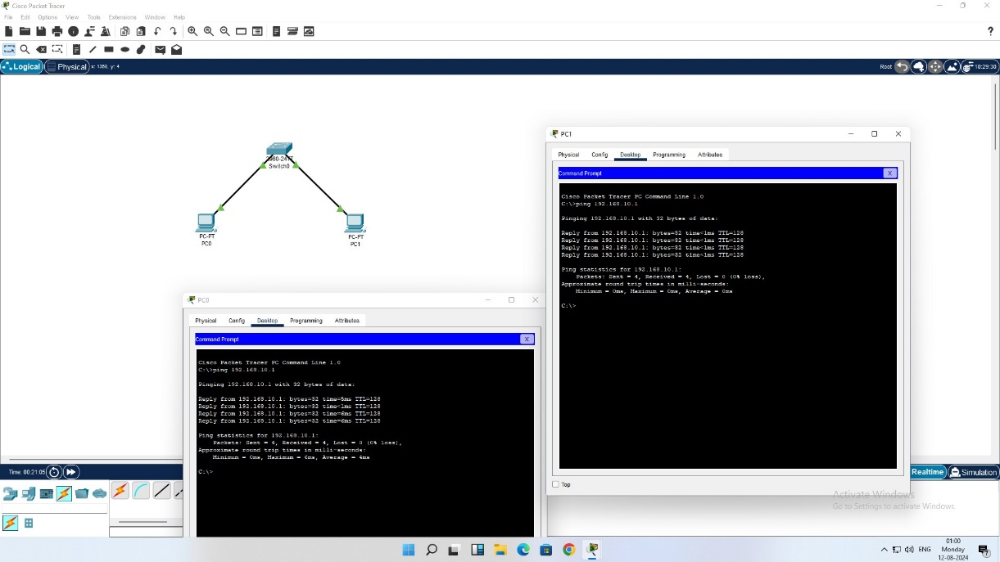 Cisco Packet Tracer
File Edit Options View Tools Extensions Window Help
Logical Physical x: 1388, y: 4 Root 10:29:30
Switch0
PC-PT
PC0
PC-PT
PC1
PC1
Physical Config Desktop Programming Attributes
Command Prompt X
Cisco Packet Tracer PC Command Line 1.0
C:\>ping 192.168.10.1
Pinging 192.168.10.1 with 32 bytes of data:
Reply from 192.168.10.1: bytes=32 time<1ms TTL=128
Reply from 192.168.10.1: bytes=32 time<1ms TTL=128
Reply from 192.168.10.1: bytes=32 time<1ms TTL=128
Reply from 192.168.10.1: bytes=32 time<1ms TTL=128
Ping statistics for 192.168.10.1:
Packets: Sent = 4, Received = 4, Lost = 0 (0% loss),
Approximate round trip times in milli-seconds:
Minimum = 0ms, Maximum = 0ms, Average = 0ms
C:\>
Top
PC0
Physical Config Desktop Programming Attributes
Command Prompt X
Cisco Packet Tracer PC Command Line 1.0
C:\>ping 192.168.10.1
Pinging 192.168.10.1 with 32 bytes of data:
Reply from 192.168.10.1: bytes=32 time=5ms TTL=128
Reply from 192.168.10.1: bytes=32 time<1ms TTL=128
Reply from 192.168.10.1: bytes=32 time=6ms TTL=128
Reply from 192.168.10.1: bytes=32 time=6ms TTL=128
Ping statistics for 192.168.10.1:
Packets: Sent = 4, Received = 4, Lost = 0 (0% loss),
Approximate round trip times in milli-seconds:
Minimum = 0ms, Maximum = 6ms, Average = 4ms
C:\>
Time: 00:21:05
Realtime Simulation
Activate Windows
Go to Settings to activate Windows.
ENG
01:00
Monday
12-08-2024